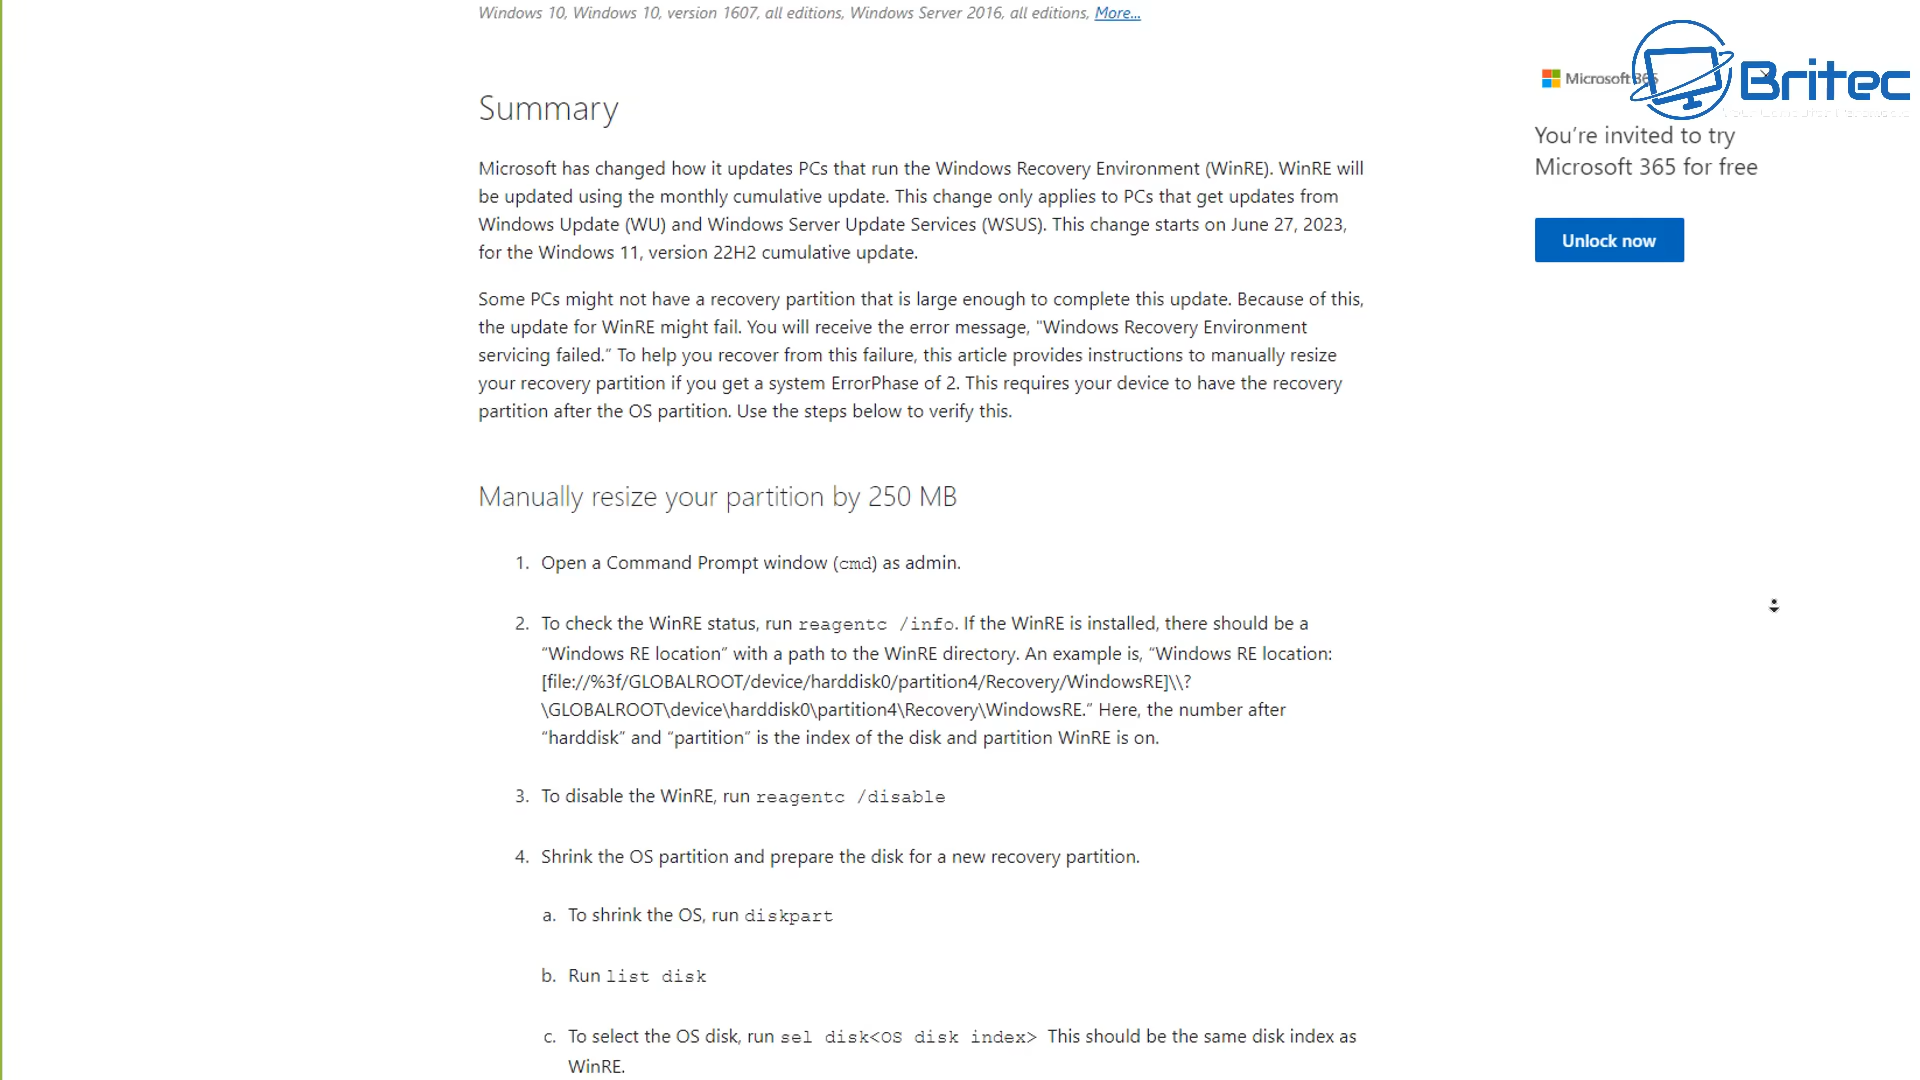 Windows 10, Windows 10, version 1607, all editions, Windows Server 2016, all editions, More...
Summary
Microsoft has changed how it updates PCs that run the Windows Recovery Environment (WinRE). WinRE will
be updated using the monthly cumulative update. This change only applies to PCs that get updates from
Windows Update (WU) and Windows Server Update Services (WSUS). This change starts on June 27, 2023,
for the Windows 11, version 22H2 cumulative update.
Some PCs might not have a recovery partition that is large enough to complete this update. Because of this,
the update for WinRE might fail. You will receive the error message, "Windows Recovery Environment
servicing failed.” To help you recover from this failure, this article provides instructions to manually resize
your recovery partition if you get a system ErrorPhase of 2. This requires your device to have the recovery
partition after the OS partition. Use the steps below to verify this.
Manually resize your partition by 250 MB
1. Open a Command Prompt window (cmd) as admin.
2. To check the WinRE status, run reagentc /info. If the WinRE is installed, there should be a
“Windows RE location” with a path to the WinRE directory. An example is, “Windows RE location:
[file://%3f/GLOBALROOT/device/harddisk0/partition4/Recovery/WindowsRE]\\?
\GLOBALROOT\device\harddisk0\partition4\Recovery\WindowsRE.” Here, the number after
“harddisk” and “partition” is the index of the disk and partition WinRE is on.
3. To disable the WinRE, run reagentc /disable
4. Shrink the OS partition and prepare the disk for a new recovery partition.
a. To shrink the OS, run diskpart
b. Run list disk
c. To select the OS disk, run sel disk<OS disk index> This should be the same disk index as
WinRE.
Microsoft 365
Britec
You’re invited to try
Microsoft 365 for free
Unlock now